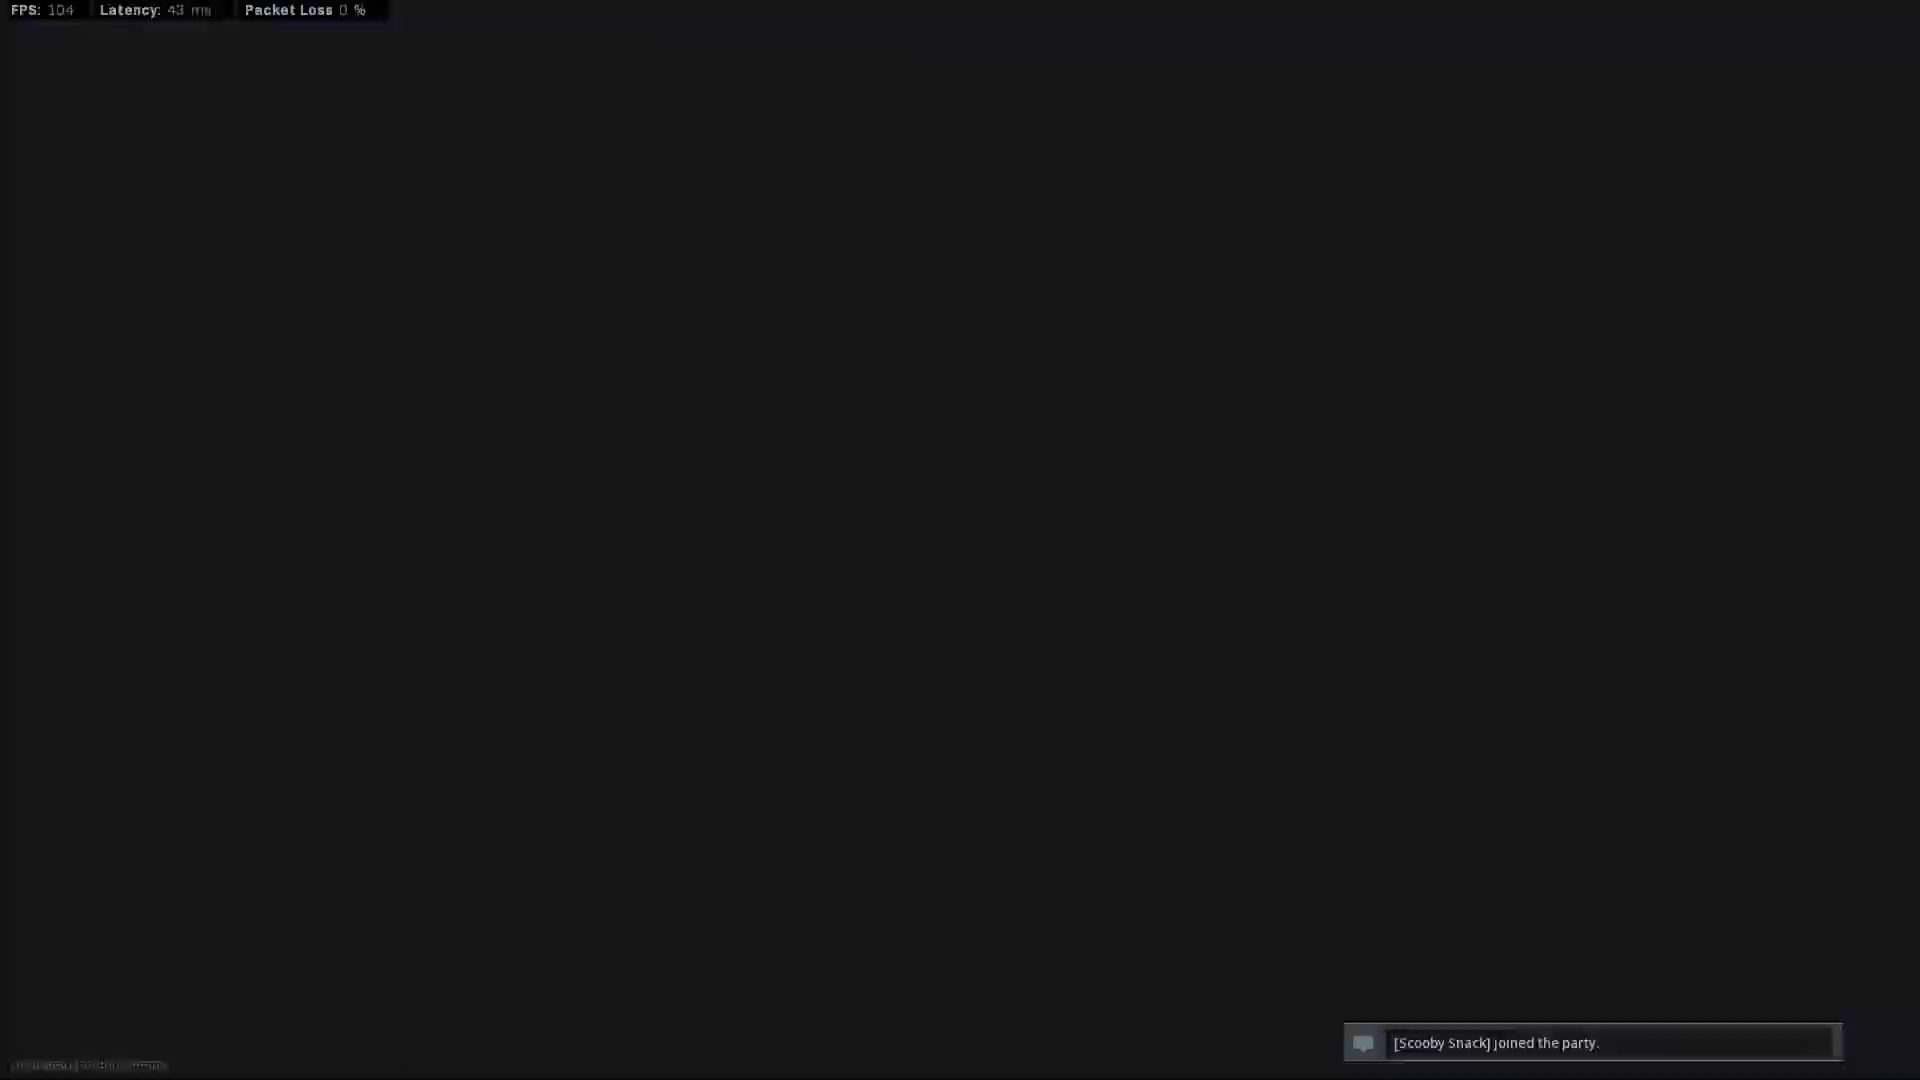 FPS: 104 Latency: 43 ms Packet Loss 0 %
[Scooby Snack] joined the party.